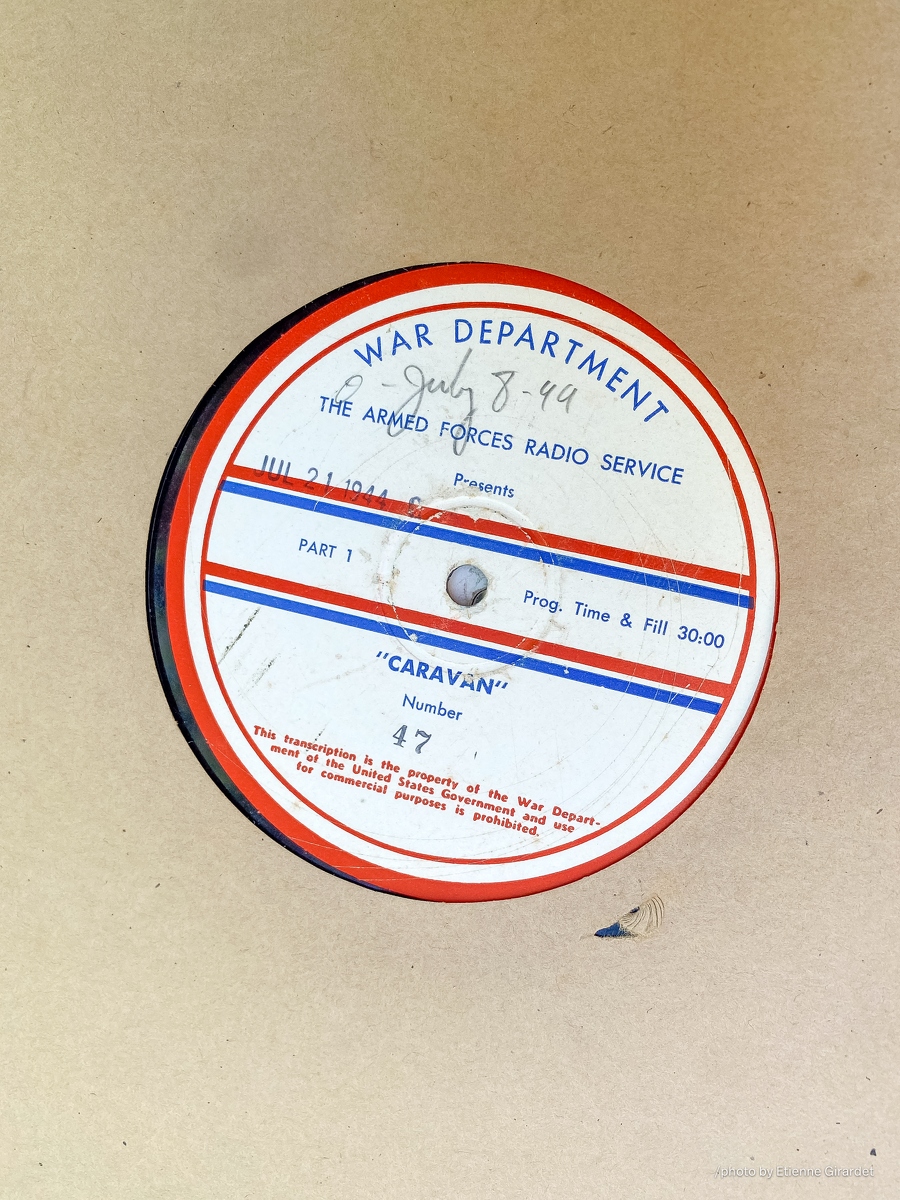 WAR DEPARTMENT
July 8-44
THE ARMED FORCES RADIO SERVICE
Presents
JUL 21 1944
PART 1
Prog. Time & Fill 30:00
"CARAVAN"
Number
47
This transcription is the property of the War Depart-
ment of the United States Government and use
for commercial purposes is prohibited.
/photo by Etienne Girardet